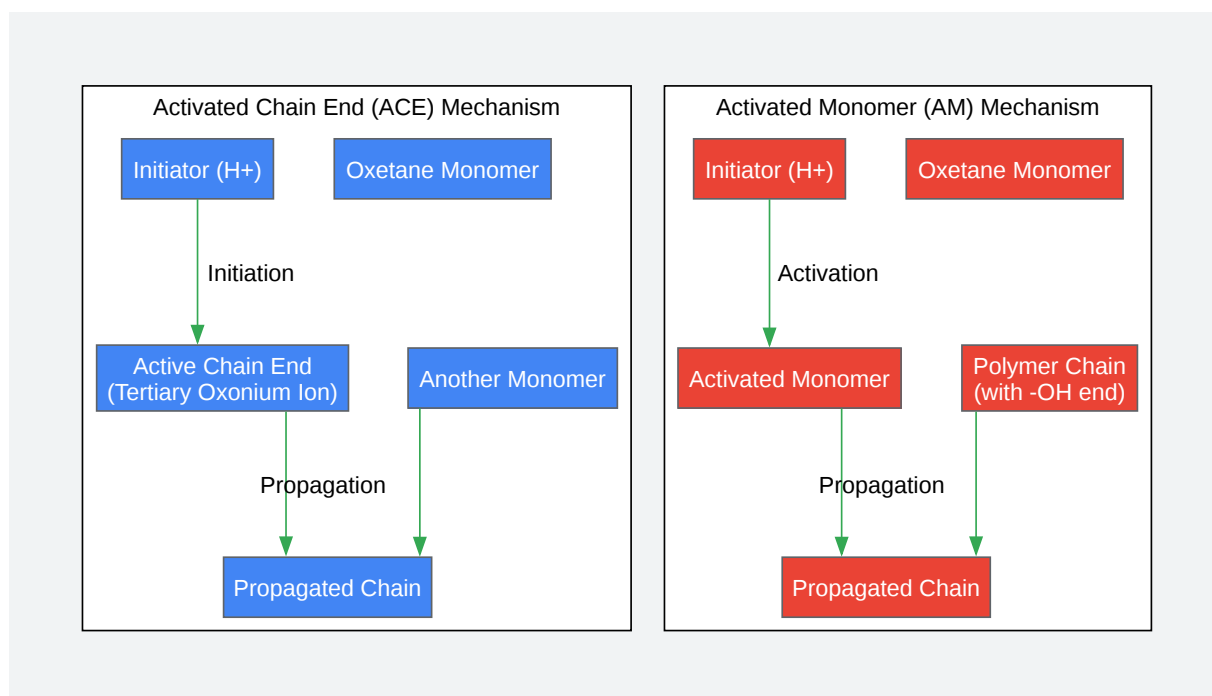 Activated Chain End (ACE) Mechanism
Initiator (H+)
Oxetane Monomer
Initiation
Active Chain End
(Tertiary Oxonium Ion)
Another Monomer
Propagation
Propagated Chain
Activated Monomer (AM) Mechanism
Initiator (H+)
Oxetane Monomer
Activation
Activated Monomer
Polymer Chain
(with -OH end)
Propagation
Propagated Chain